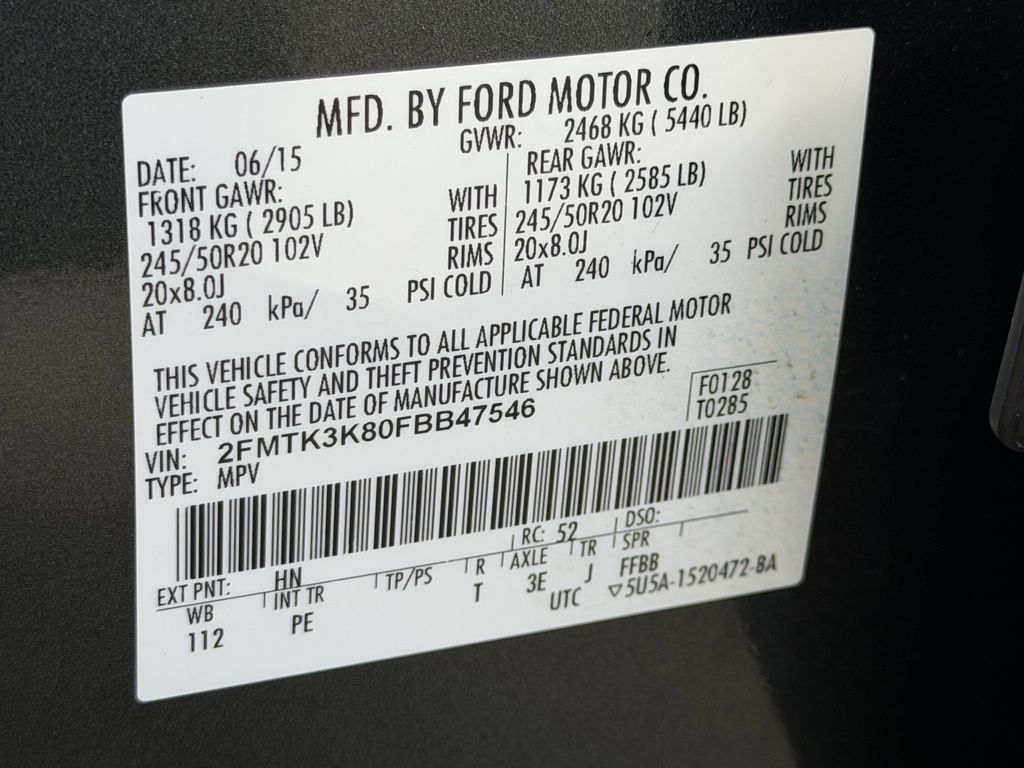 MFD. BY FORD MOTOR CO.
DATE: 06/15 GVWR: 2468 KG ( 5440 LB)
FRONT GAWR: REAR GAWR:
1318 KG ( 2905 LB) WITH 1173 KG ( 2585 LB) WITH
245/50R20 102V TIRES 245/50R20 102V TIRES
20x8.0J RIMS 20x8.0J RIMS
AT 240 kPa/ 35 PSI COLD AT 240 kPa/ 35 PSI COLD
THIS VEHICLE CONFORMS TO ALL APPLICABLE FEDERAL MOTOR
VEHICLE SAFETY AND THEFT PREVENTION STANDARDS IN
EFFECT ON THE DATE OF MANUFACTURE SHOWN ABOVE.
VIN: 2FMTK3K80FBB47546 F0128
TYPE: MPV T0285
EXT PNT: HN RC: 52 DSO:
WB INT TR TP/PS R AXLE TR SPR
112 PE T 3E J FFBB
UTC ▽5U5A-1520472-BA